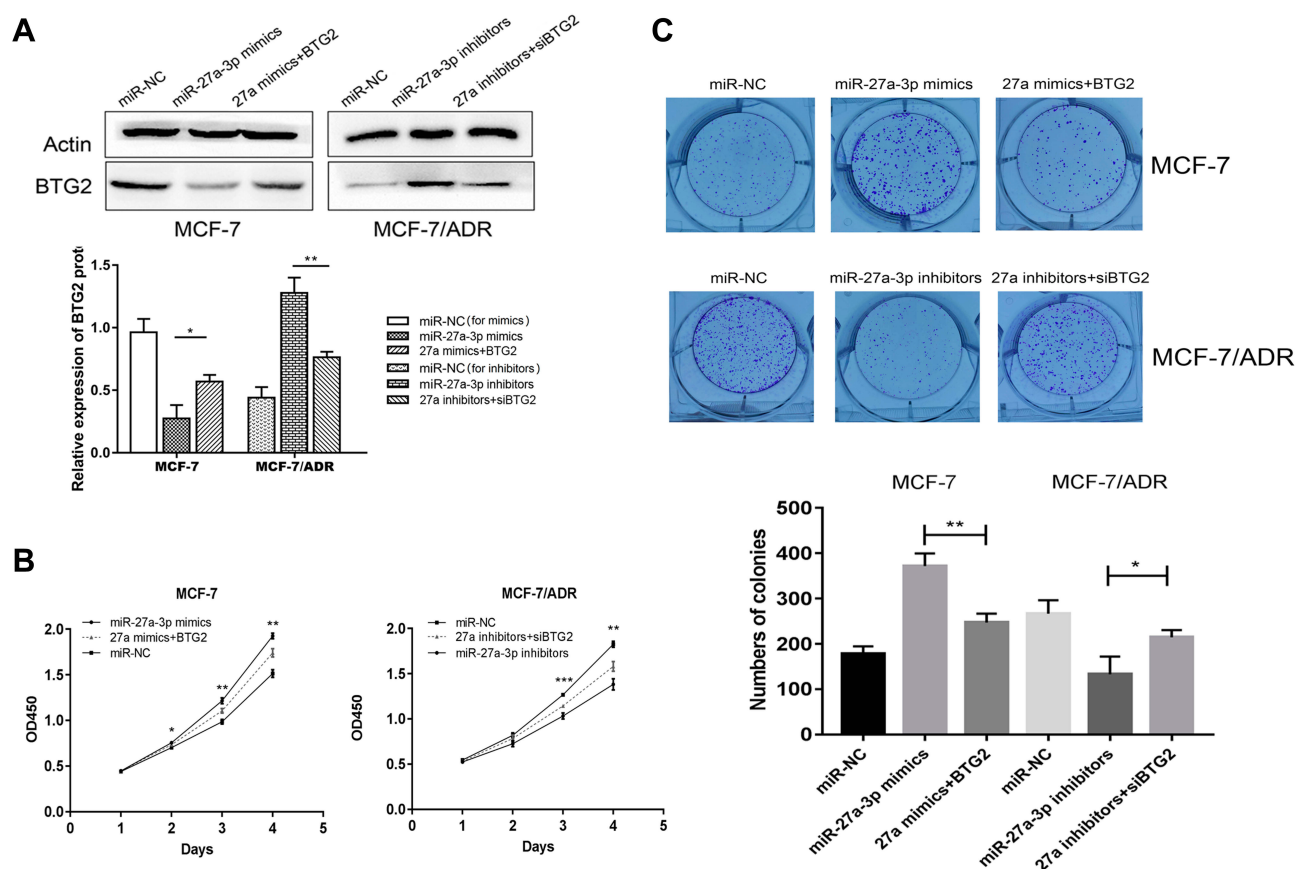 A
miR-NC
miR-27a-3p mimics
27a mimics+BTG2
miR-NC
miR-27a-3p inhibitors
27a inhibitors+siBTG2
Actin
BTG2
MCF-7
MCF-7/ADR
Relative expression of BTG2 prot
1.5
1.0
0.5
0.0
*
**
MCF-7
MCF-7/ADR
miR-NC(for mimics)
miR-27a-3p mimics
27a mimics+BTG2
miR-NC(for inhibitors)
miR-27a-3p inhibitors
27a inhibitors+siBTG2
B
MCF-7
miR-27a-3p mimics
27a mimics+BTG2
miR-NC
OD450
2.0
1.5
1.0
0.5
0.0
*
**
**
0 1 2 3 4 5
Days
MCF-7/ADR
miR-NC
27a inhibitors+siBTG2
miR-27a-3p inhibitors
OD450
2.0
1.5
1.0
0.5
0.0
***
**
0 1 2 3 4 5
Days
C
miR-NC
miR-27a-3p mimics
27a mimics+BTG2
MCF-7
miR-NC
miR-27a-3p inhibitors
27a inhibitors+siBTG2
MCF-7/ADR
MCF-7
MCF-7/ADR
Numbers of colonies
500
400
300
200
100
0
**
*
miR-NC
miR-27a-3p mimics
27a mimics+BTG2
miR-NC
miR-27a-3p inhibitors
27a inhibitors+siBTG2